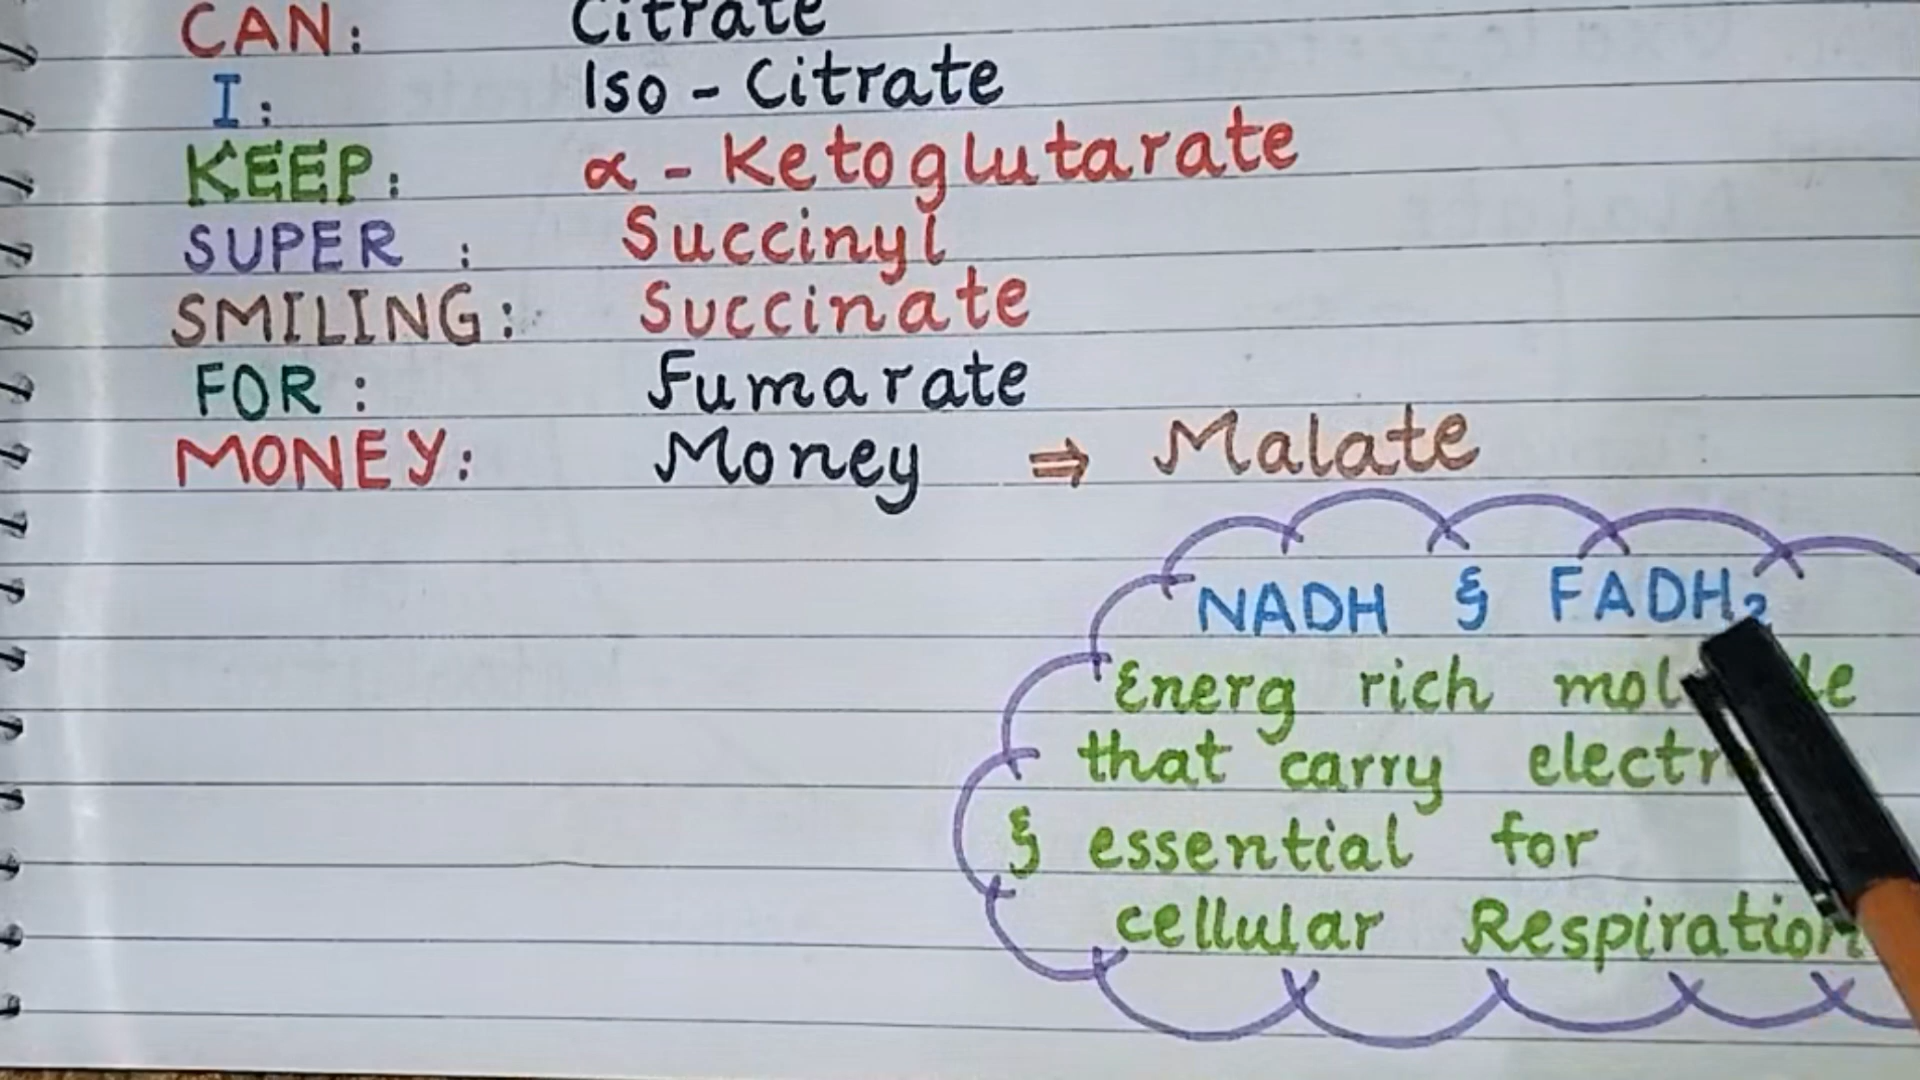 CAN: Citrate
I: Iso - Citrate
KEEP: α - Ketoglutarate
SUPER : Succinyl
SMILING: Succinate
FOR : Fumarate
MONEY: Money ⇒ Malate
NADH & FADH₂
Energ rich
that carry
& essential for
cellular Respiration